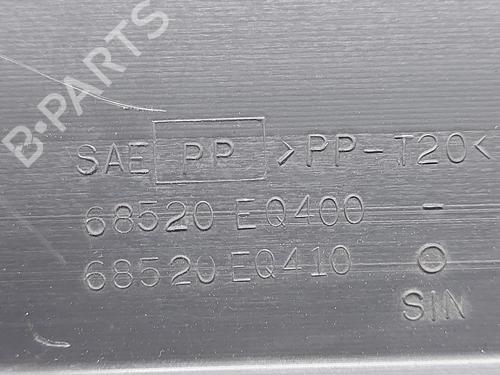 B-PARTS
SAE PP >PP-T20<
68520 EQ400 -
68520 EQ410 O
SIN